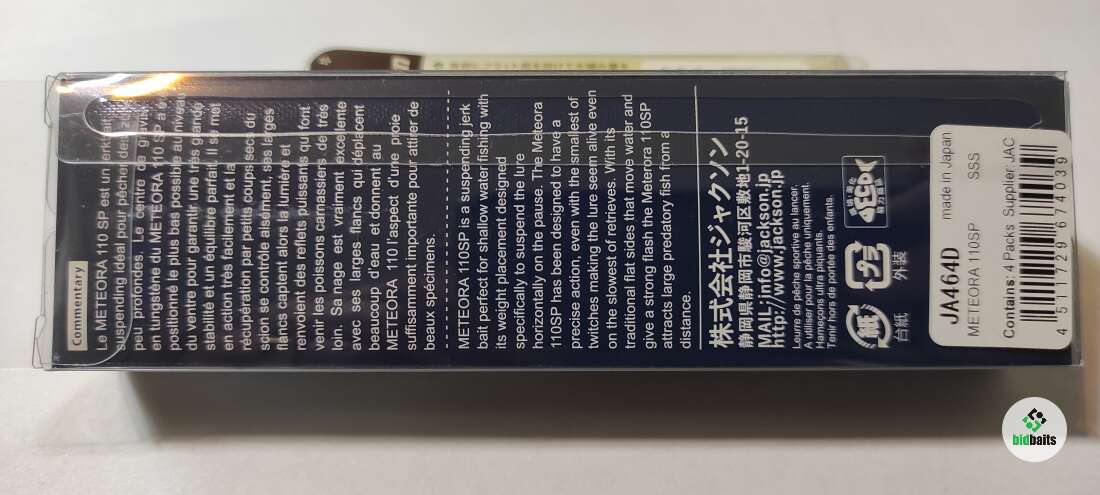 Commentary
Le METEORA 110 SP est un jerkbait
suspending idéal pour pêcher des zones
peu profondes. Le centre de gravité
en tungstène du METEORA 110 SP a été
positionné le plus bas possible au niveau
du ventre pour garantir une très grande
stabilité et un équilibre parfait. Il se met
en action très facilement et la
récupération par petits coups secs du
scion se contrôle aisément, ses larges
flancs captent alors la lumière et
renvoient des reflets puissants qui font
venir les poissons carnassiers de très
loin. Sa nage est vraiment excellente
avec ses larges flancs qui déplacent
beaucoup d'eau et donnent au
METEORA 110 l'aspect d'une proie
suffisamment importante pour attirer de
beaux spécimens.
METEORA 110SP is a suspending jerk
bait perfect for shallow water fishing with
its weight placement designed
specifically to suspend the lure
horizontally on the pause. The Meteora
110SP has been designed to have a
precise action, even with the smallest of
twitches making the lure seem alive even
on the slowest of retrieves. With its
traditional flat sides that move water and
give a strong flash the Meteora 110SP
attracts large predatory fish from a
distance.
株式会社ジャクソン
静岡県静岡市駿河区敷地1-20-15
MAIL:info@jackson.jp
http://www.jackson.jp
Leurre de pêche sportive au lancer.
A utiliser pour la pêche uniquement.
Hameçons ultra piquants.
Tenir hors de portée des enfants.
紙
台紙
プラ
外装
JA464D
made in Japan
METEORA 110SP SSS
Contains: 4 Packs Supplier JAC
4 511729 674039
bidbaits